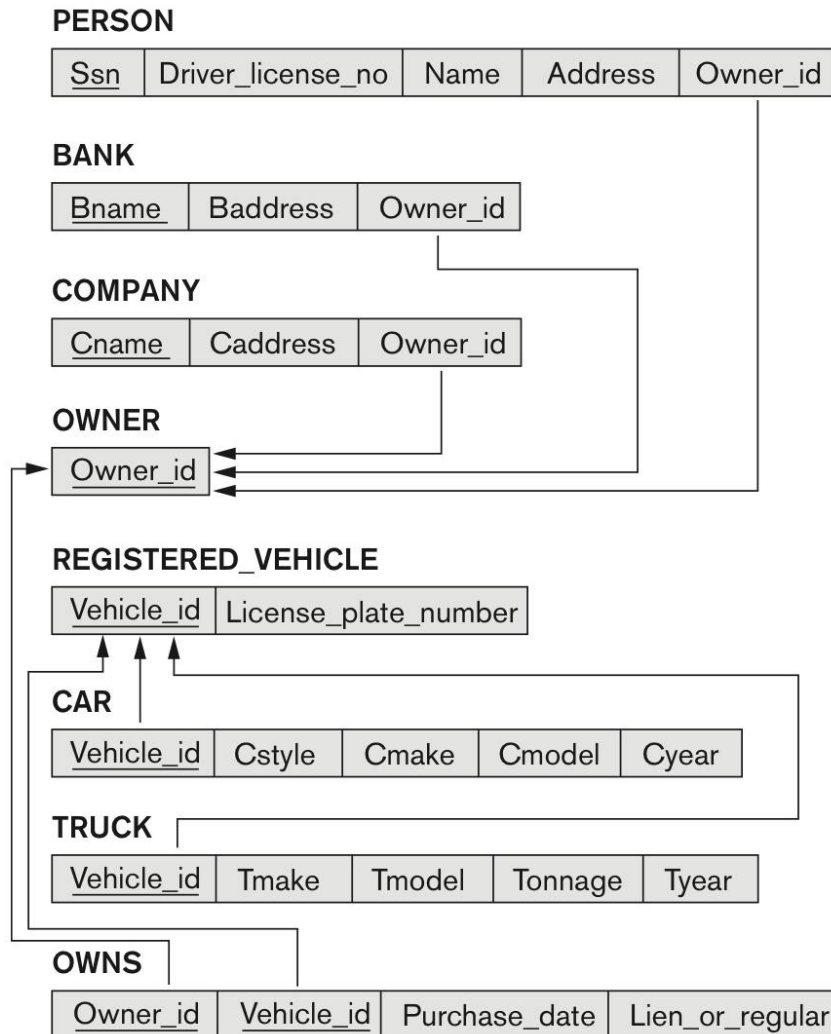 PERSON
Ssn Driver_license_no Name Address Owner_id
BANK
Bname Baddress Owner_id
COMPANY
Cname Caddress Owner_id
OWNER
Owner_id
REGISTERED_VEHICLE
Vehicle_id License_plate_number
CAR
Vehicle_id Cstyle Cmake Cmodel Cyear
TRUCK
Vehicle_id Tmake Tmodel Tonnage Tyear
OWNS
Owner_id Vehicle_id Purchase_date Lien_or_regular